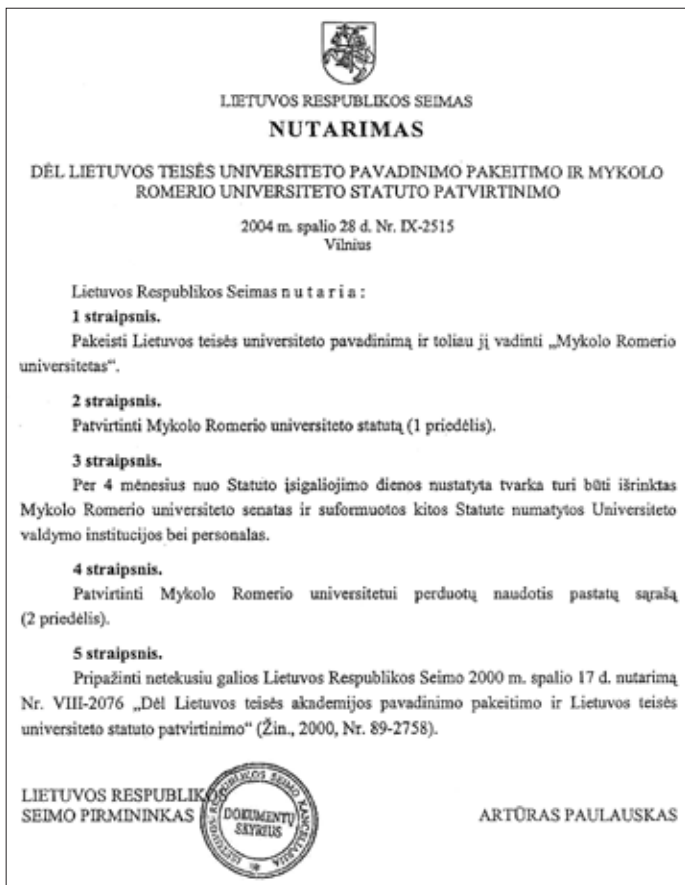 LIETUVOS RESPUBLIKOS SEIMAS
NUTARIMAS
DĖL LIETUVOS TEISĖS UNIVERSITETO PAVADINIMO PAKEITIMO IR MYKOLO
ROMERIO UNIVERSITETO STATUTO PATVIRTINIMO
2004 m. spalio 28 d. Nr. IX-2515
Vilnius
Lietuvos Respublikos Seimas n u t a r i a :
1 straipsnis.
Pakeisti Lietuvos teisės universiteto pavadinimą ir toliau jį vadinti „Mykolo Romerio
universitetas“.
2 straipsnis.
Patvirtinti Mykolo Romerio universiteto statutą (1 priedėlis).
3 straipsnis.
Per 4 mėnesius nuo Statuto įsigaliojimo dienos nustatyta tvarka turi būti išrinktas
Mykolo Romerio universiteto senatas ir suformuotos kitos Statute numatytos Universiteto
valdymo institucijos bei personalas.
4 straipsnis.
Patvirtinti Mykolo Romerio universitetui perduotų naudotis pastatų sąrašą
(2 priedėlis).
5 straipsnis.
Pripažinti netekusiu galios Lietuvos Respublikos Seimo 2000 m. spalio 17 d. nutarimą
Nr. VIII-2076 „Dėl Lietuvos teisės akademijos pavadinimo pakeitimo ir Lietuvos teisės
universiteto statuto patvirtinimo“ (Žin., 2000, Nr. 89-2758).
LIETUVOS RESPUBLIKOS
SEIMO PIRMININKAS
LIETUVOS RESPUBLIKOS SEIMO KANCELIARIJA
DOKUMENTŲ
SKYRIUS
ARTŪRAS PAULAUSKAS